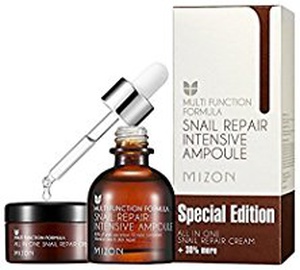 MULTI FUNCTION
FORMULA
SNAIL REPAIR
INTENSIVE
AMPOULE
MIZON
Special Edition
ALL IN ONE
SNAIL REPAIR CREAM
+ 30% more
MULTI FUNCTION FORMULA
SNAIL REPAIR
INTENSIVE
AMPOULE
MIZON
MULTI FUNCTION FORMULA
ALL IN ONE SNAIL REPAIR CREAM
MIZON